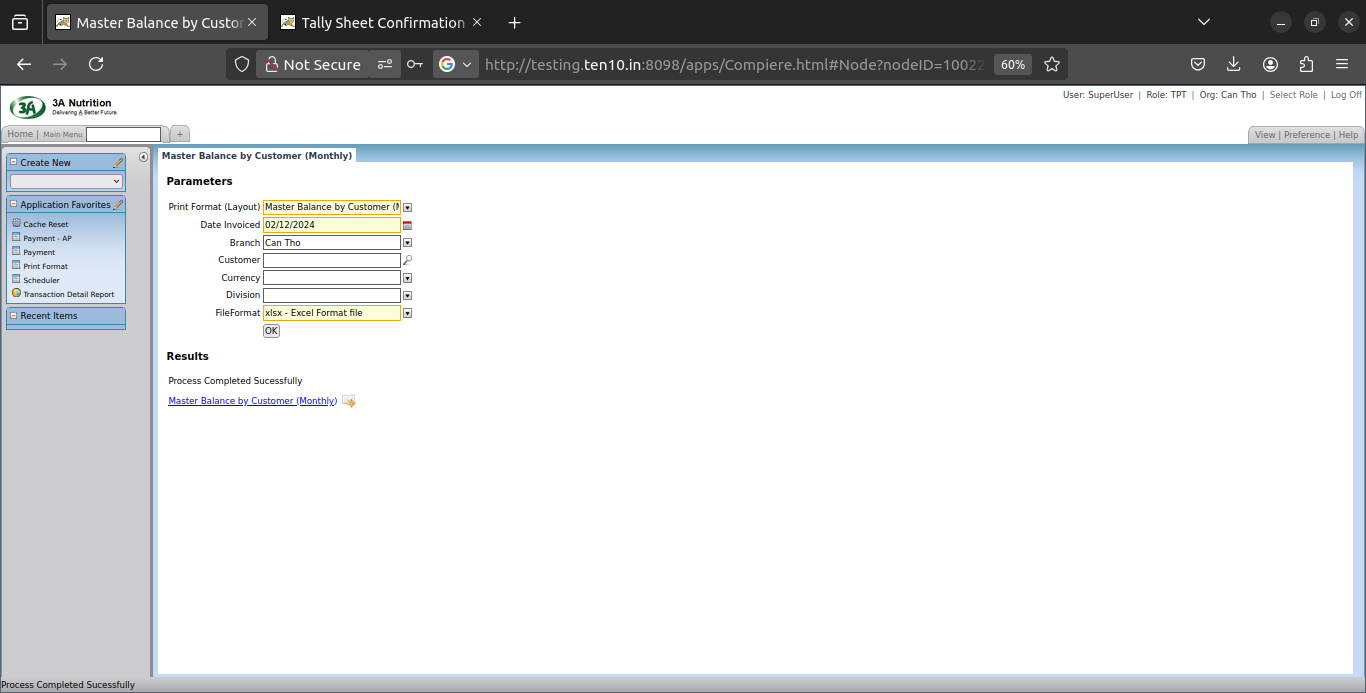 Master Balance by Custor
Tally Sheet Confirmation
Not Secure
http://testing.ten10.in:8098/apps/Compiere.html#Node?nodeID=10022
60%
3A
3A Nutrition
Delivering A Better Future
User: SuperUser | Role: TPT | Org: Can Tho | Select Role | Log Off
Home | Main Menu
+
View | Preference | Help
Create New
Application Favorites
Cache Reset
Payment - AP
Payment
Print Format
Scheduler
Transaction Detail Report
Recent Items
Master Balance by Customer (Monthly)
Parameters
Print Format (Layout) Master Balance by Customer (M
Date Invoiced 02/12/2024
Branch Can Tho
Customer
Currency
Division
FileFormat xlsx - Excel Format file
OK
Results
Process Completed Sucessfully
Master Balance by Customer (Monthly)
Process Completed Sucessfully